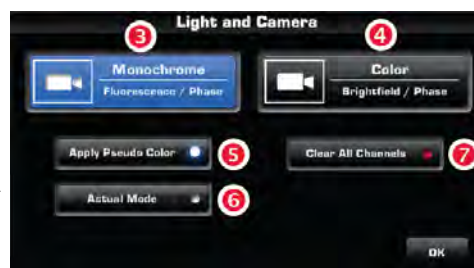 Light and Camera
3
4
Monochrome
Fluorescence / Phase
Color
Brightfield / Phase
Apply Pseudo Color
5
Clear All Channels
7
Actual Mode
6
OK